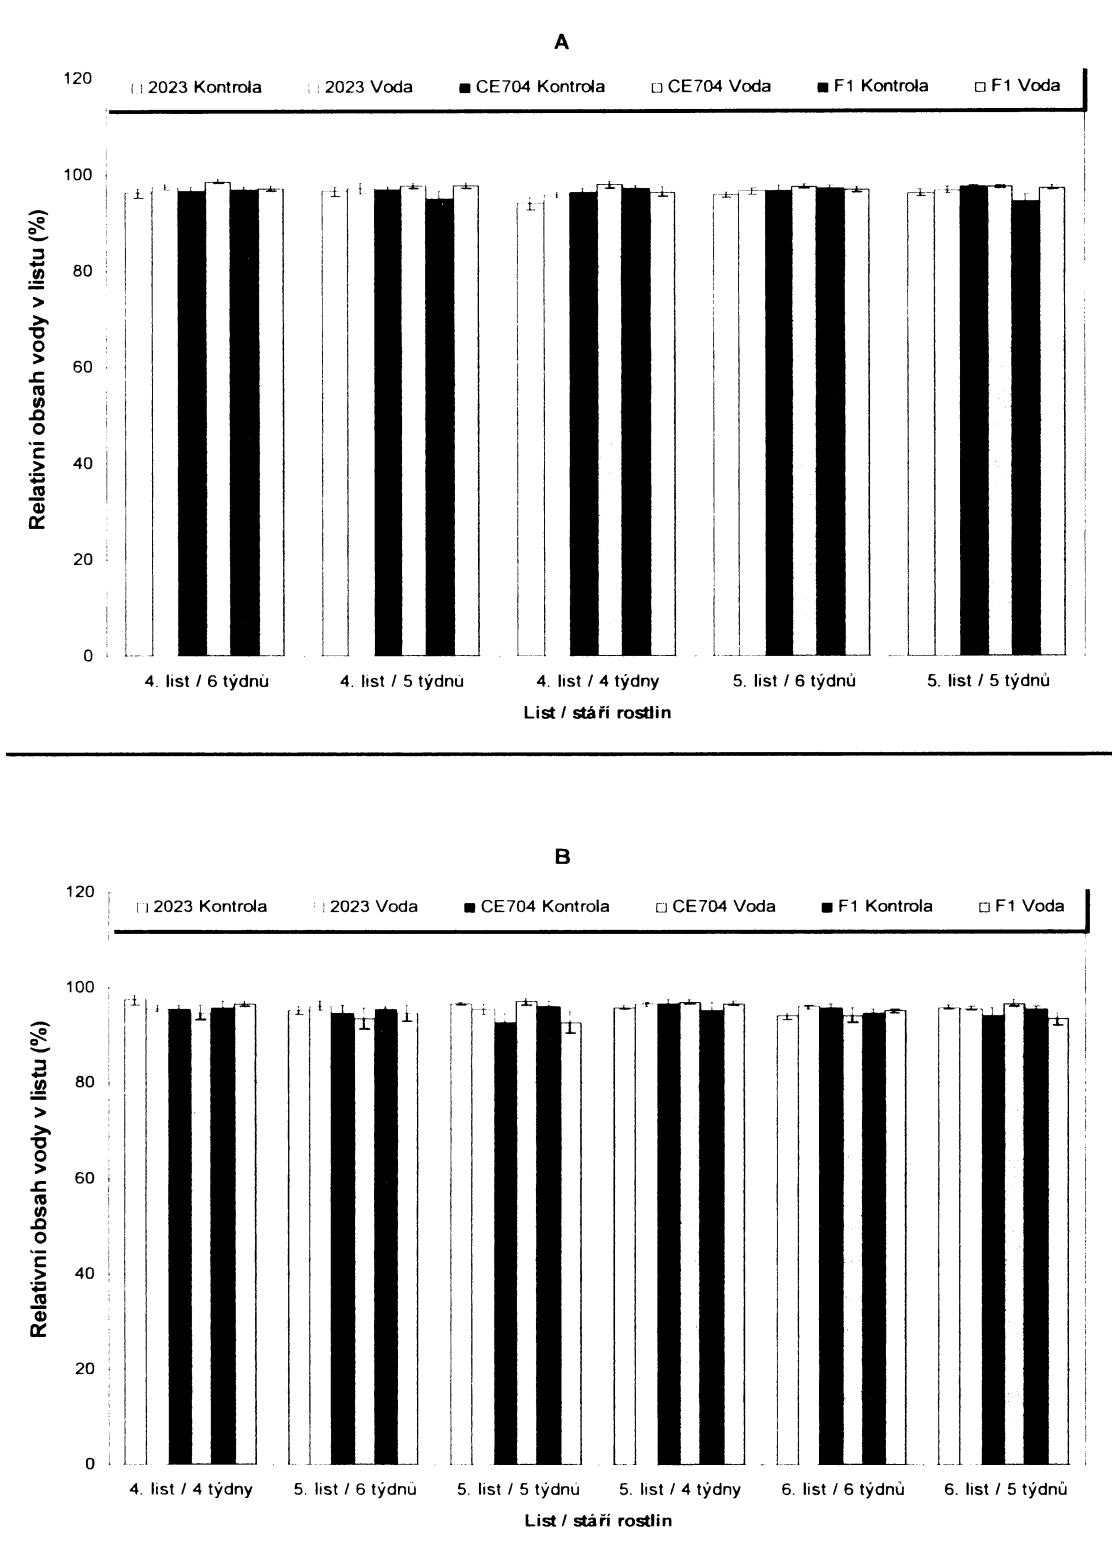 A
120
2023 Kontrola 2023 Voda CE704 Kontrola CE704 Voda F1 Kontrola F1 Voda
100
80
60
40
20
0
Relativní obsah vody v listu (%)
4. list / 6 týdnů 4. list / 5 týdnů 4. list / 4 týdny 5. list / 6 týdnů 5. list / 5 týdnů
List / stáří rostlin
B
120
2023 Kontrola 2023 Voda CE704 Kontrola CE704 Voda F1 Kontrola F1 Voda
100
80
60
40
20
0
Relativní obsah vody v listu (%)
4. list / 4 týdny 5. list / 6 týdnů 5. list / 5 týdnů 5. list / 4 týdny 6. list / 6 týdnů 6. list / 5 týdnů
List / stáří rostlin